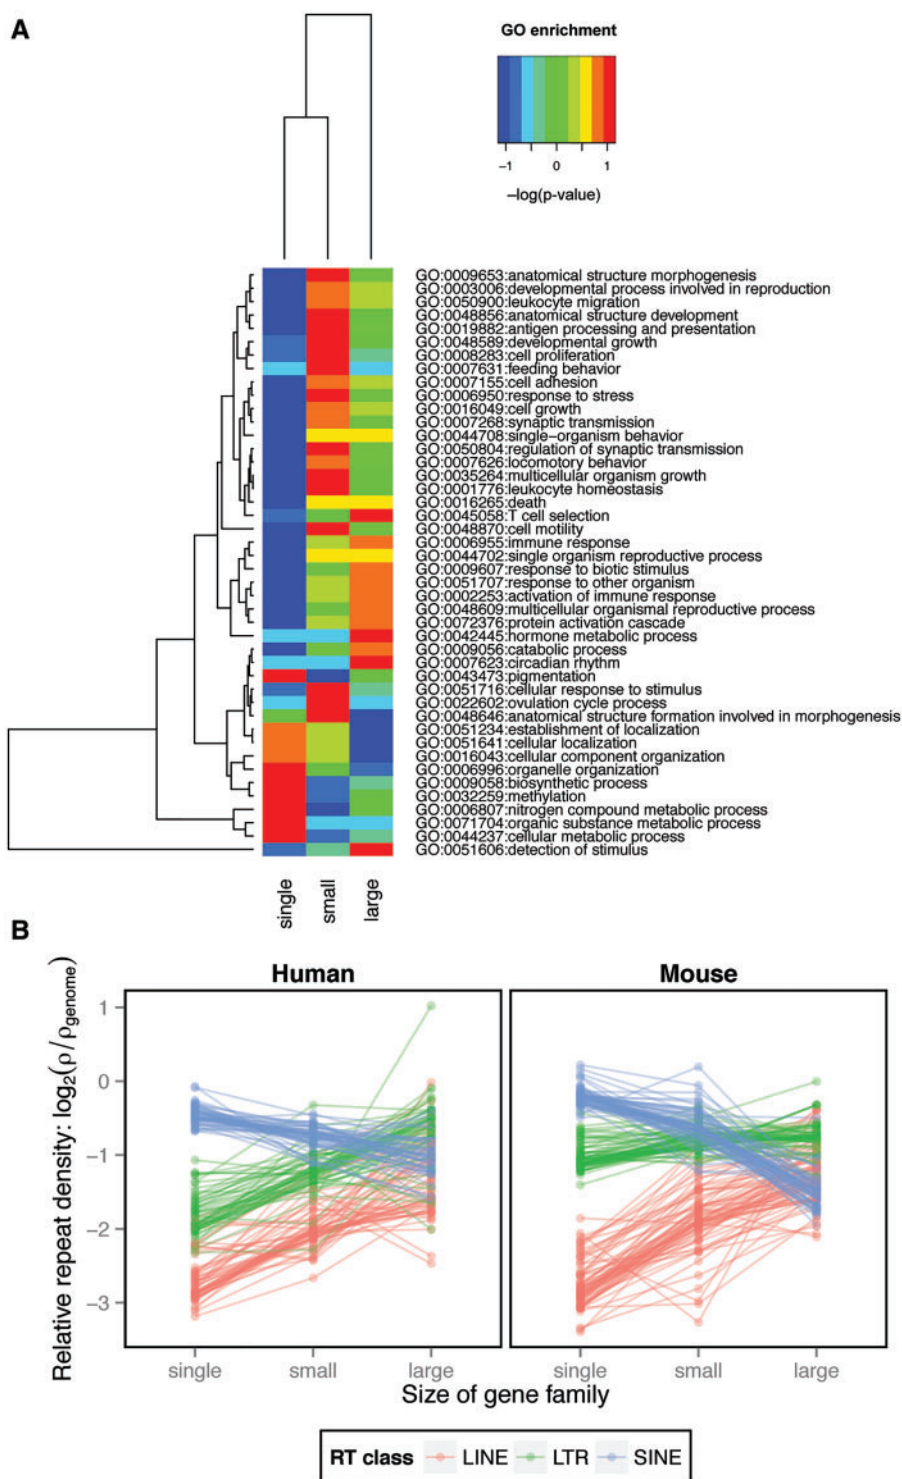 A
GO enrichment
−1 0 1
−log(p-value)
GO:0009653:anatomical structure morphogenesis
GO:0003006:developmental process involved in reproduction
GO:0050900:leukocyte migration
GO:0048856:anatomical structure development
GO:0019882:antigen processing and presentation
GO:0048589:developmental growth
GO:0008283:cell proliferation
GO:0007631:feeding behavior
GO:0007155:cell adhesion
GO:0006950:response to stress
GO:0016049:cell growth
GO:0007268:synaptic transmission
GO:0044708:single−organism behavior
GO:0050804:regulation of synaptic transmission
GO:0007626:locomotory behavior
GO:0035264:multicellular organism growth
GO:0001776:leukocyte homeostasis
GO:0016265:death
GO:0045058:T cell selection
GO:0048870:cell motility
GO:0006955:immune response
GO:0044702:single organism reproductive process
GO:0009607:response to biotic stimulus
GO:0051707:response to other organism
GO:0002253:activation of immune response
GO:0048609:multicellular organismal reproductive process
GO:0072376:protein activation cascade
GO:0042445:hormone metabolic process
GO:0009056:catabolic process
GO:0007623:circadian rhythm
GO:0043473:pigmentation
GO:0051716:cellular response to stimulus
GO:0022602:ovulation cycle process
GO:0048646:anatomical structure formation involved in morphogenesis
GO:0051234:establishment of localization
GO:0051641:cellular localization
GO:0016043:cellular component organization
GO:0006996:organelle organization
GO:0009058:biosynthetic process
GO:0032259:methylation
GO:0006807:nitrogen compound metabolic process
GO:0071704:organic substance metabolic process
GO:0044237:cellular metabolic process
GO:0051606:detection of stimulus
single small large
B
Human Mouse
Relative repeat density: log2(ρ/ρgenome)
1
0
−1
−2
−3
single small large single small large
Size of gene family
RT class LINE LTR SINE